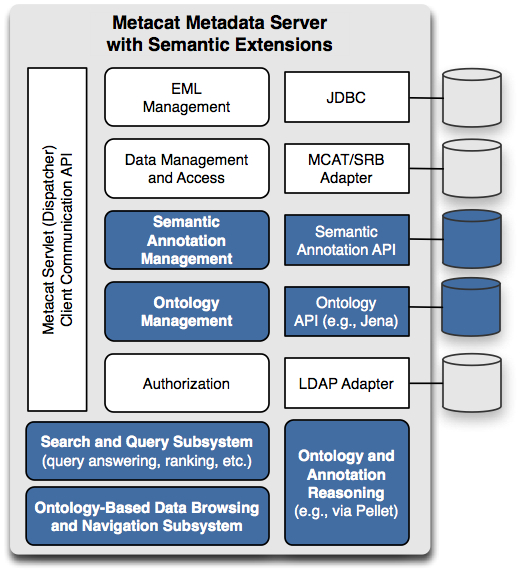 Metacat Metadata Server
with Semantic Extensions
Metacat Servlet (Dispatcher)
Client Communication API
EML
Management
JDBC
Data Management
and Access
MCAT/SRB
Adapter
Semantic
Annotation
Management
Semantic
Annotation API
Ontology
Management
Ontology
API (e.g., Jena)
Authorization
LDAP Adapter
Search and Query Subsystem
(query answering, ranking, etc.)
Ontology-Based Data Browsing
and Navigation Subsystem
Ontology and
Annotation
Reasoning
(e.g., via Pellet)